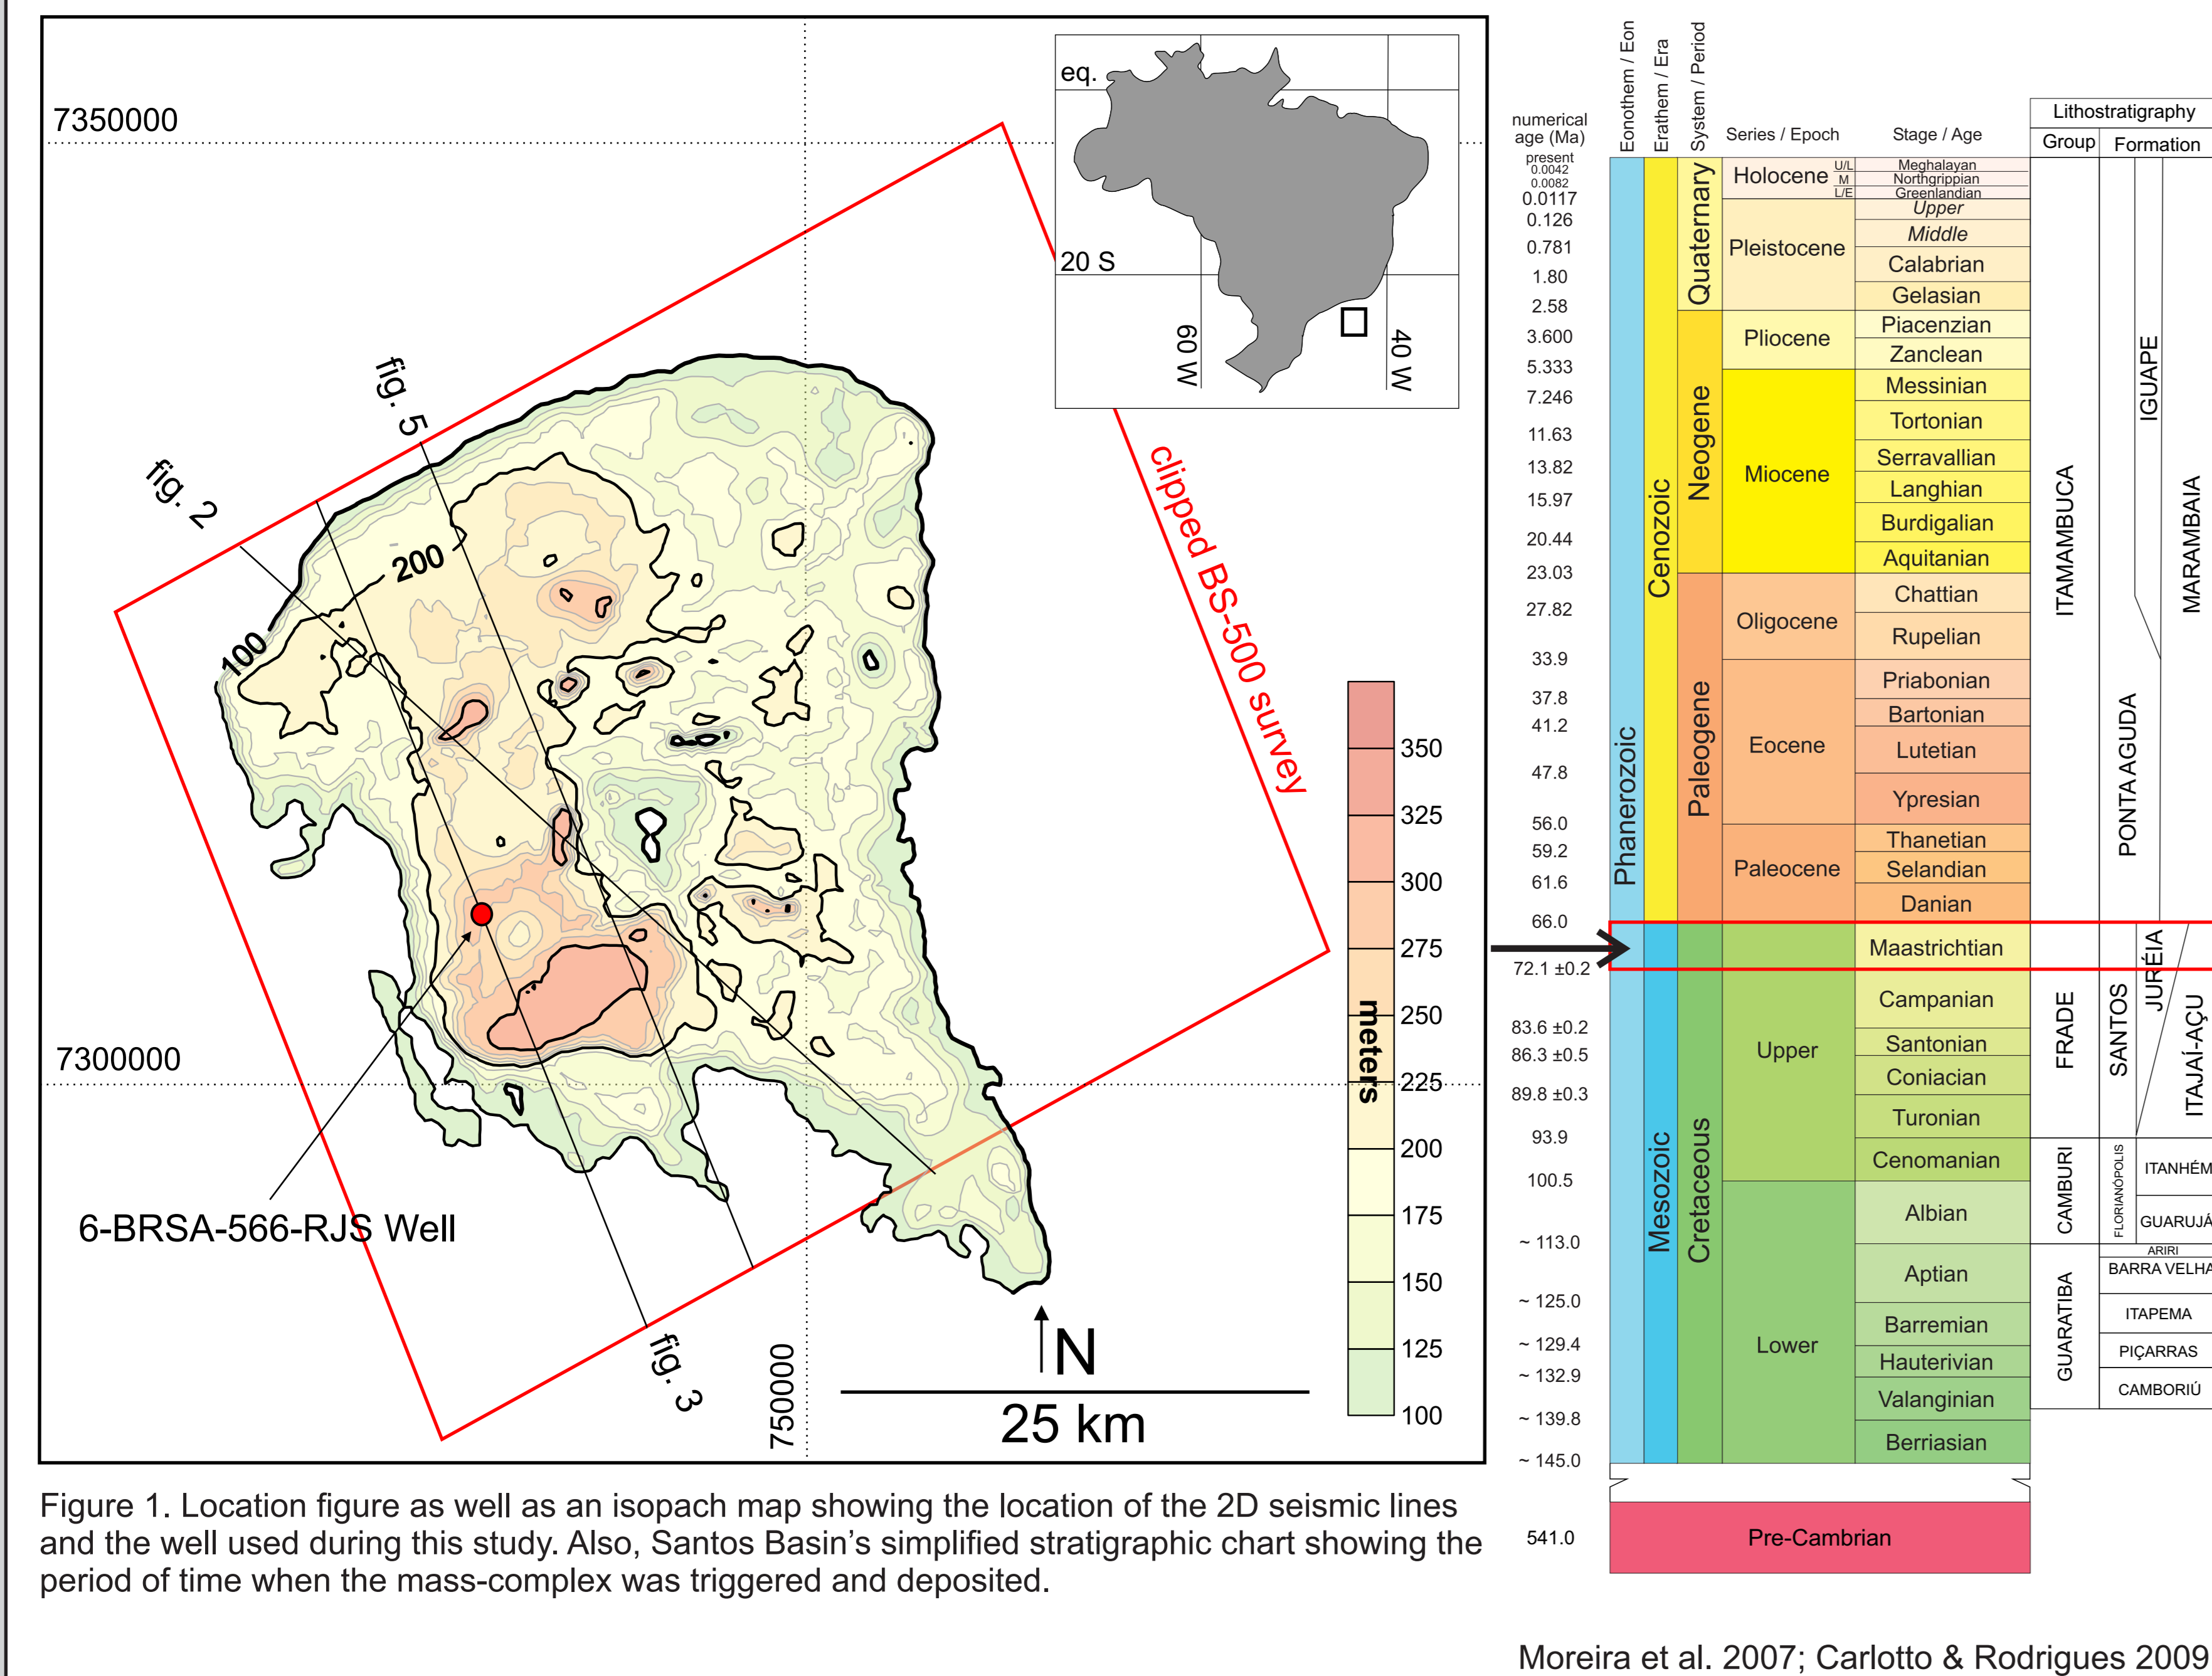 7350000
7300000
750000
eq.
20 S
60 W
40 W
fig. 5
fig. 2
200
100
clipped BS-500 survey
6-BRSA-566-RJS Well
fig. 3
N
25 km
meters
350
325
300
275
250
225
200
175
150
125
100
Figure 1. Location figure as well as an isopach map showing the location of the 2D seismic lines
and the well used during this study. Also, Santos Basin's simplified stratigraphic chart showing the
period of time when the mass-complex was triggered and deposited.
numerical
age (Ma)
Eonothem / Eon
Erathem / Era
System / Period
Series / Epoch
Stage / Age
Lithostratigraphy
Group
Formation
present
0.0042
0.0082
0.0117
0.126
0.781
1.80
2.58
3.600
5.333
7.246
11.63
13.82
15.97
20.44
23.03
27.82
33.9
37.8
41.2
47.8
56.0
59.2
61.6
66.0
72.1 ±0.2
83.6 ±0.2
86.3 ±0.5
89.8 ±0.3
93.9
100.5
~ 113.0
~ 125.0
~ 129.4
~ 132.9
~ 139.8
~ 145.0
541.0
Phanerozoic
Cenozoic
Mesozoic
Quaternary
Neogene
Paleogene
Cretaceous
Holocene
U/L
M
L/E
Pleistocene
Pliocene
Miocene
Oligocene
Eocene
Paleocene
Upper
Lower
Meghalayan
Northgrippian
Greenlandian
Upper
Middle
Calabrian
Gelasian
Piacenzian
Zanclean
Messinian
Tortonian
Serravallian
Langhian
Burdigalian
Aquitanian
Chattian
Rupelian
Priabonian
Bartonian
Lutetian
Ypresian
Thanetian
Selandian
Danian
Maastrichtian
Campanian
Santonian
Coniacian
Turonian
Cenomanian
Albian
Aptian
Barremian
Hauterivian
Valanginian
Berriasian
Pre-Cambrian
ITAMAMBUCA
FRADE
CAMBURI
GUARATIBA
IGUAPE
MARAMBAIA
PONTA AGUDA
SANTOS
JURÉIA
ITAJAÍ-AÇU
FLORIANÓPOLIS
ITANHÉM
GUARUJÁ
ARIRI
BARRA VELHA
ITAPEMA
PIÇARRAS
CAMBORIÚ
Moreira et al. 2007; Carlotto & Rodrigues 2009